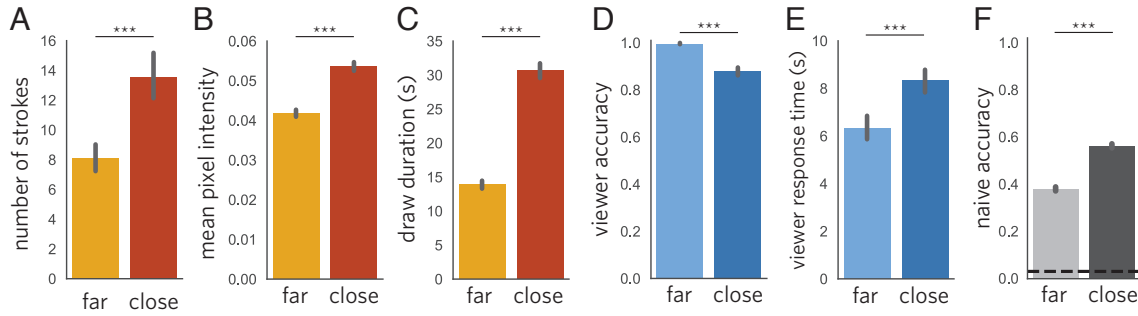 A
number of strokes
16
14
12
10
8
6
4
2
0
***
far close
B
mean pixel intensity
0.06
0.05
0.04
0.03
0.02
0.01
0.00
***
far close
C
draw duration (s)
35
30
25
20
15
10
5
0
***
far close
D
viewer accuracy
1.0
0.8
0.6
0.4
0.2
0.0
***
far close
E
viewer response time (s)
10
8
6
4
2
0
***
far close
F
naive accuracy
1.0
0.8
0.6
0.4
0.2
0.0
***
far close